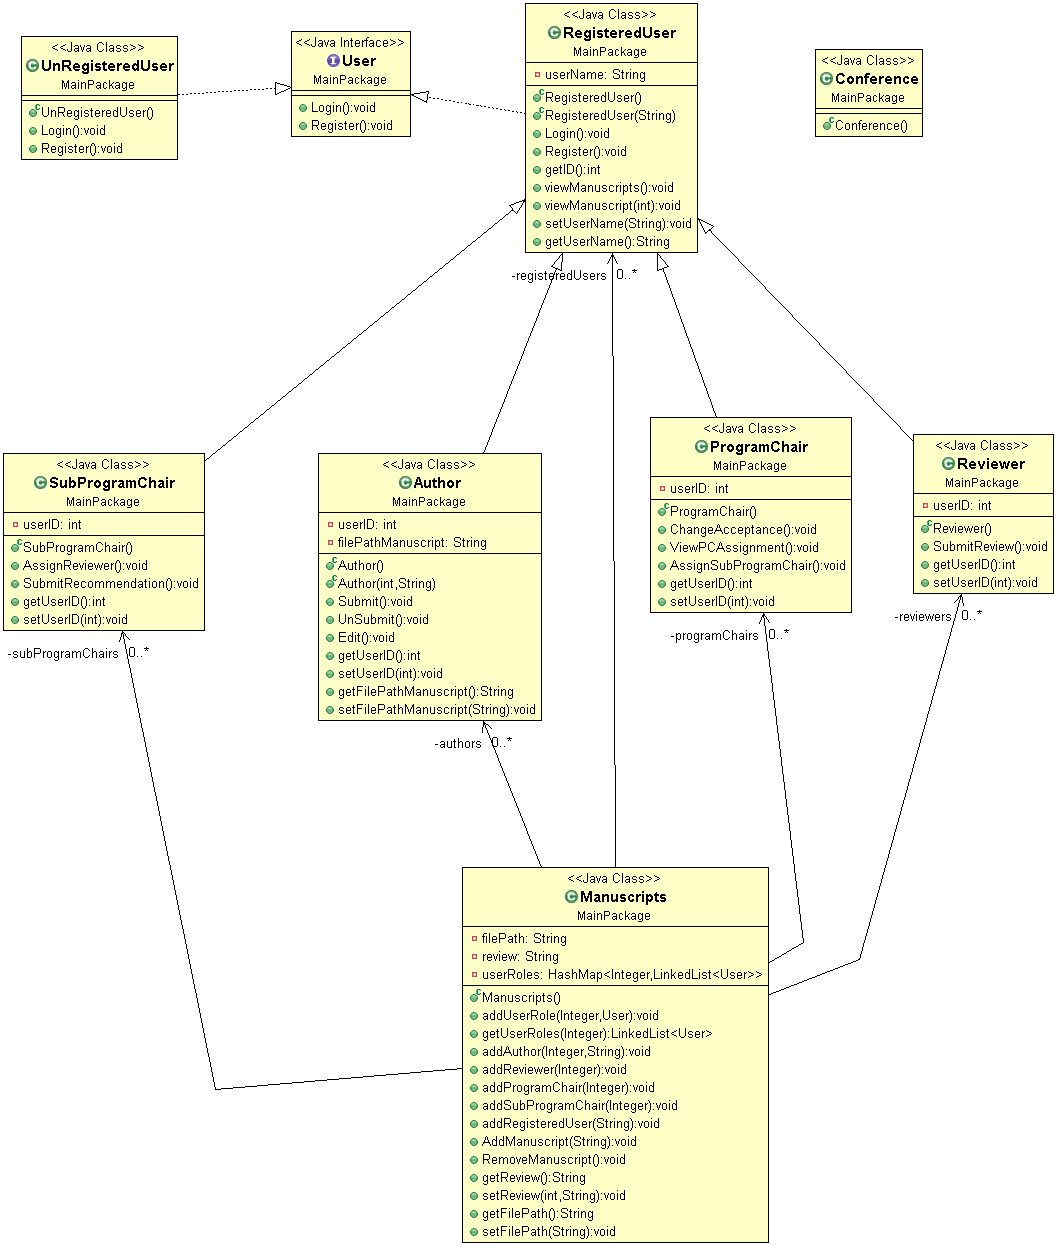 <<Java Class>>
UnRegisteredUser
MainPackage
UnRegisteredUser()
Login():void
Register():void
<<Java Interface>>
User
MainPackage
Login():void
Register():void
<<Java Class>>
RegisteredUser
MainPackage
userName: String
RegisteredUser()
RegisteredUser(String)
Login():void
Register():void
getID():int
viewManuscripts():void
viewManuscript(int):void
setUserName(String):void
getUserName():String
<<Java Class>>
Conference
MainPackage
Conference()
-registeredUsers 0..*
<<Java Class>>
SubProgramChair
MainPackage
userID: int
SubProgramChair()
AssignReviewer():void
SubmitRecommendation():void
getUserID():int
setUserID(int):void
-subProgramChairs 0..*
<<Java Class>>
Author
MainPackage
userID: int
filePathManuscript: String
Author()
Author(int,String)
Submit():void
UnSubmit():void
Edit():void
getUserID():int
setUserID(int):void
getFilePathManuscript():String
setFilePathManuscript(String):void
-authors 0..*
<<Java Class>>
ProgramChair
MainPackage
userID: int
ProgramChair()
ChangeAcceptance():void
ViewPCAssignment():void
AssignSubProgramChair():void
getUserID():int
setUserID(int):void
-programChairs 0..*
<<Java Class>>
Reviewer
MainPackage
userID: int
Reviewer()
SubmitReview():void
getUserID():int
setUserID(int):void
-reviewers 0..*
<<Java Class>>
Manuscripts
MainPackage
filePath: String
review: String
userRoles: HashMap<Integer,LinkedList<User>>
Manuscripts()
addUserRole(Integer,User):void
getUserRoles(Integer):LinkedList<User>
addAuthor(Integer,String):void
addReviewer(Integer):void
addProgramChair(Integer):void
addSubProgramChair(Integer):void
addRegisteredUser(String):void
AddManuscript(String):void
RemoveManuscript():void
getReview():String
setReview(int,String):void
getFilePath():String
setFilePath(String):void